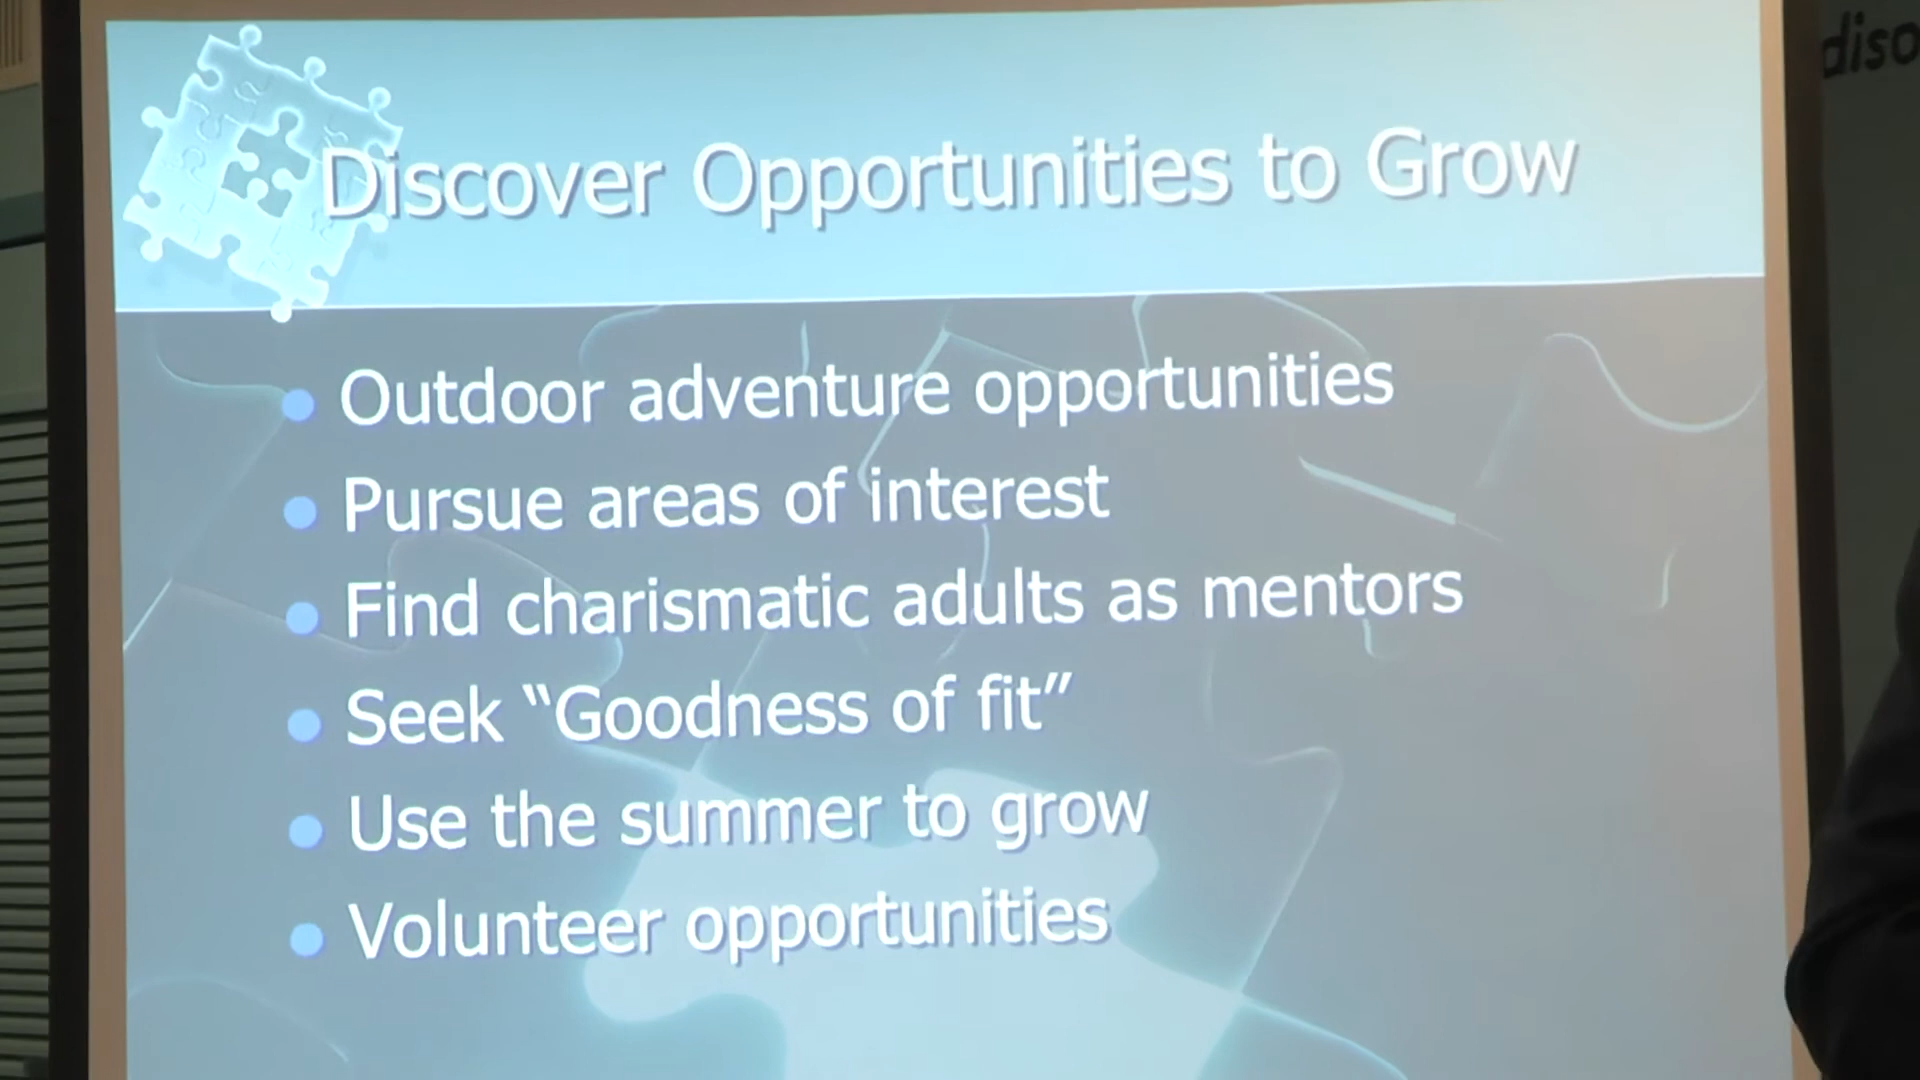 Discover Opportunities to Grow
Outdoor adventure opportunities
Pursue areas of interest
Find charismatic adults as mentors
Seek “Goodness of fit”
Use the summer to grow
Volunteer opportunities